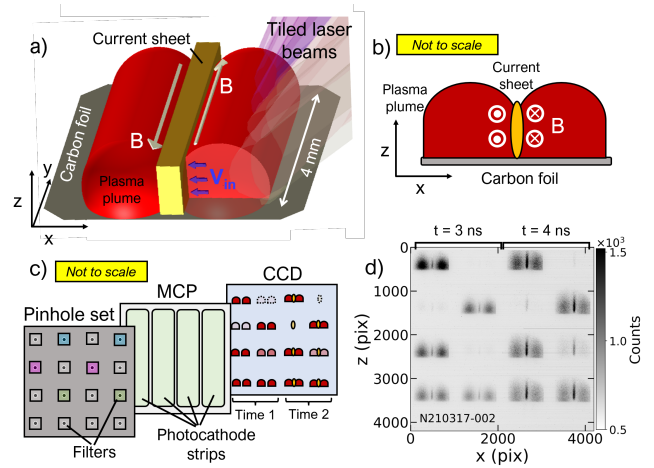 a)
Current sheet
Tiled laser
beams
B
B
Carbon foil
Plasma
plume
V_in
4 mm
z
y
x
b)
Not to scale
Current
sheet
Plasma
plume
B
z
x
Carbon foil
c)
Not to scale
MCP
CCD
Pinhole set
Time 1
Time 2
Filters
Photocathode
strips
d)
t = 3 ns
t = 4 ns
×10³
0
1000
2000
3000
4000
z (pix)
N210317-002
0
2000
4000
x (pix)
1.5
1.0
0.5
Counts